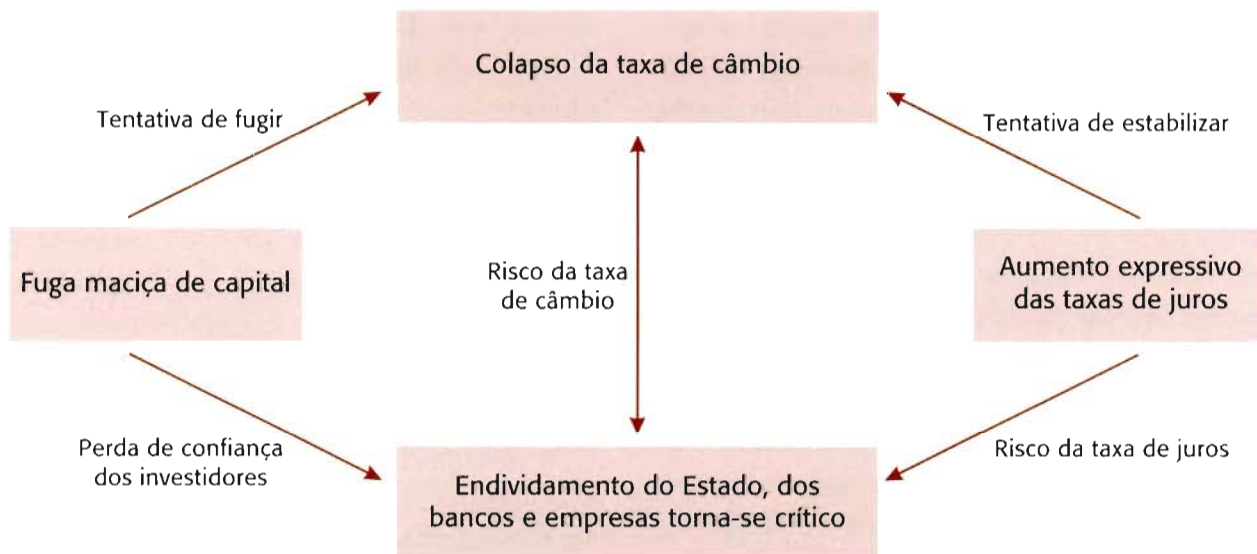 Colapso da taxa de câmbio
Tentativa de fugir
Tentativa de estabilizar
Fuga maciça de capital
Risco da taxa
de câmbio
Aumento expressivo
das taxas de juros
Perda de confiança
dos investidores
Risco da taxa de juros
Endividamento do Estado, dos
bancos e empresas torna-se crítico